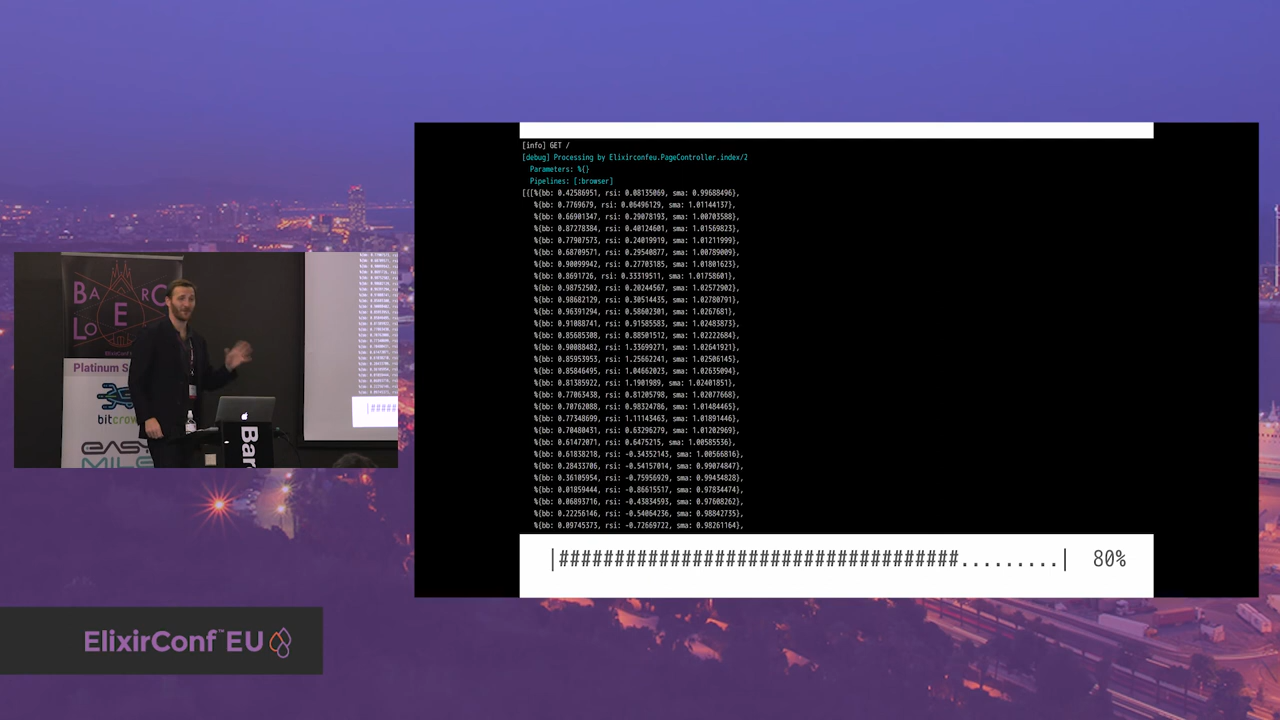 [info] GET /
[debug] Processing by Elixirconfeu.PageController.index/2
Parameters: %{}
Pipelines: [:browser]
[{[%{bb: 0.42586951, rsi: 0.08135069, sma: 0.99688496},
%{bb: 0.7769679, rsi: 0.06496129, sma: 1.01144137},
%{bb: 0.66901347, rsi: 0.29078193, sma: 1.00703588},
%{bb: 0.87278384, rsi: 0.40124601, sma: 1.01569823},
%{bb: 0.77907573, rsi: 0.24019919, sma: 1.01211999},
%{bb: 0.68709571, rsi: 0.29540877, sma: 1.00789009},
%{bb: 0.90099942, rsi: 0.27703185, sma: 1.01801623},
%{bb: 0.8691726, rsi: 0.33319511, sma: 1.01758601},
%{bb: 0.98752502, rsi: 0.20244567, sma: 1.02572902},
%{bb: 0.98682129, rsi: 0.30514435, sma: 1.02780791},
%{bb: 0.96391294, rsi: 0.58602301, sma: 1.0267681},
%{bb: 0.91088741, rsi: 0.91585583, sma: 1.02483873},
%{bb: 0.85685308, rsi: 0.88501512, sma: 1.02222684},
%{bb: 0.90088482, rsi: 1.33699271, sma: 1.02641921},
%{bb: 0.85953953, rsi: 1.25662241, sma: 1.02506145},
%{bb: 0.85846495, rsi: 1.04662023, sma: 1.02635094},
%{bb: 0.81385922, rsi: 1.1901989, sma: 1.02401851},
%{bb: 0.77063438, rsi: 0.81205798, sma: 1.02077668},
%{bb: 0.70762088, rsi: 0.98324786, sma: 1.01484465},
%{bb: 0.77348699, rsi: 1.11143463, sma: 1.01891446},
%{bb: 0.70480431, rsi: 0.63296279, sma: 1.01202969},
%{bb: 0.61472071, rsi: 0.6475215, sma: 1.00585536},
%{bb: 0.61838218, rsi: -0.34352143, sma: 1.00566816},
%{bb: 0.28433706, rsi: -0.54157014, sma: 0.99074847},
%{bb: 0.36105954, rsi: -0.75956929, sma: 0.99434828},
%{bb: 0.01859444, rsi: -0.86615517, sma: 0.97834474},
%{bb: 0.06893716, rsi: -0.43834593, sma: 0.97608262},
%{bb: 0.22256146, rsi: -0.54064236, sma: 0.98842735},
%{bb: 0.09745373, rsi: -0.72669722, sma: 0.98261164},
|####################################.........| 80%
BA RC
LO E
Platinum S
bitcrow
EASY
MILE
Bar
ElixirConf™ EU